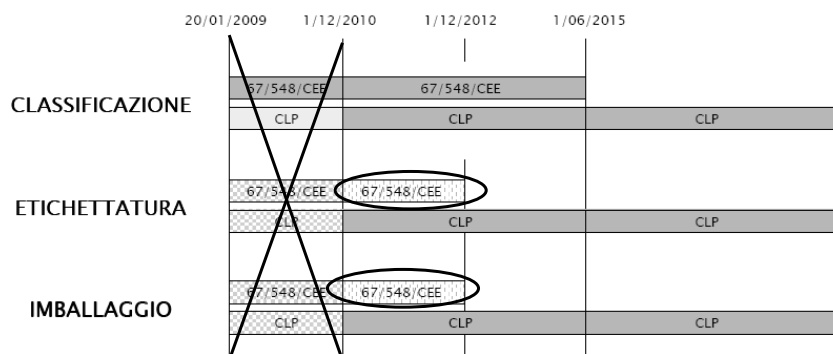 20/01/2009 1/12/2010 1/12/2012 1/06/2015
67/548/CEE 67/548/CEE
CLASSIFICAZIONE
CLP CLP CLP
67/548/CEE 67/548/CEE
ETICHETTATURA
CLP CLP CLP
67/548/CEE 67/548/CEE
IMBALLAGGIO
CLP CLP CLP